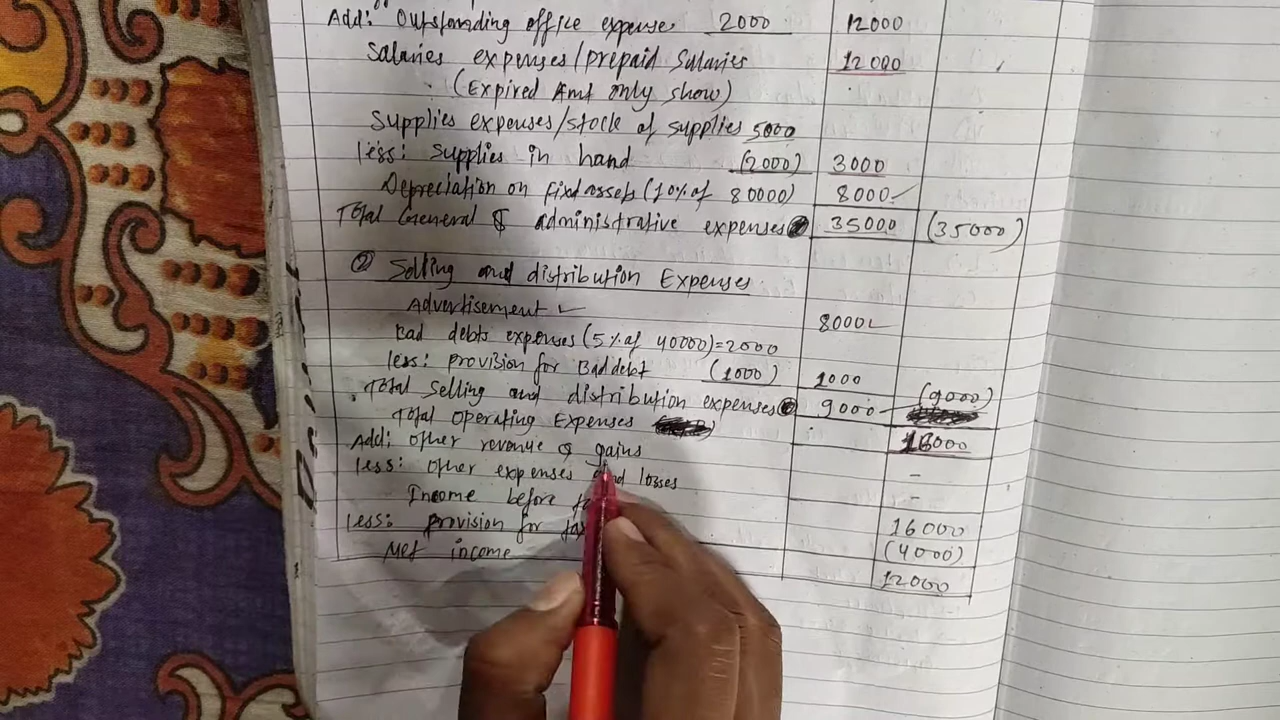 Add: Outstanding office expense 2000 12000
Salaries expenses/prepaid Salaries 12000
(Expired Amt only show)
Supplies expenses/stock of supplies 5000
less: supplies in hand (2000) 3000
Depreciation on fixed assets (10% of 80000) 8000
Total General & administrative expenses 35000 (35000)
② Selling and distribution Expenses
Advertisement 8000
Bad debts expenses (5% of 40000)=2000
less: provision for Bad debt (1000) 1000
Total Selling and distribution expenses 9000 (9000)
Total Operating Expenses 16000
Add: other revenue & gains -
less: other expenses and losses -
Income before 16000
less: provision for tax (4000)
Net income 12000